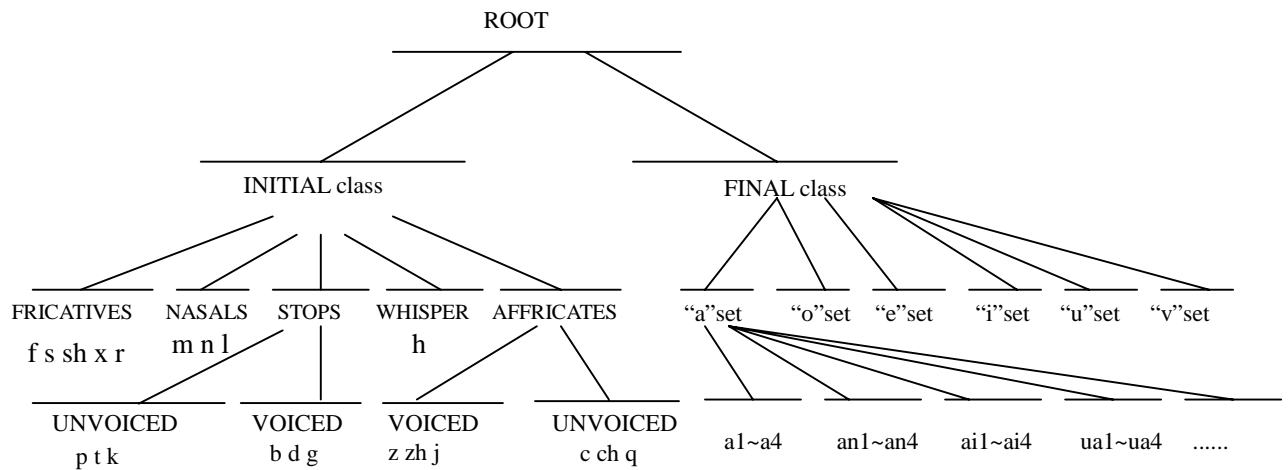 ROOT
INITIAL class FINAL class
FRICATIVES NASALS STOPS WHISPER AFFRICATES “a”set “o”set “e”set “i”set “u”set “v”set
f s sh x r m n l h
UNVOICED VOICED VOICED UNVOICED a1~a4 an1~an4 ai1~ai4 ua1~ua4 ......
p t k b d g z zh j c ch q